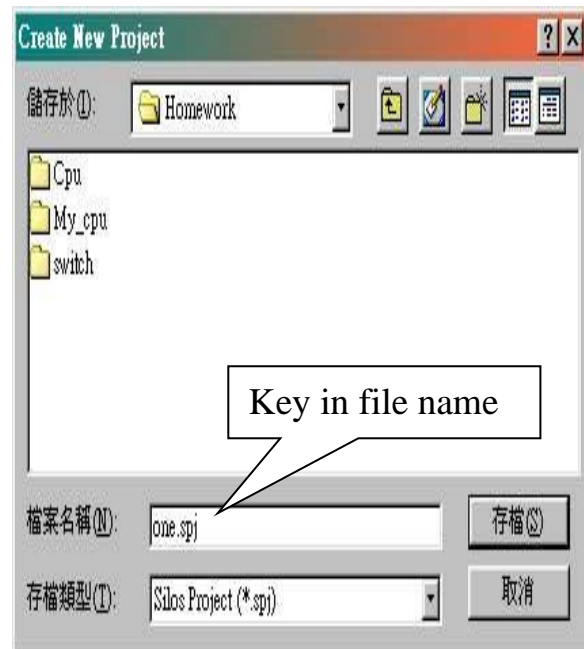 Create New Project
儲存於(I): Homework
Cpu
My_cpu
switch
Key in file name
檔案名稱(N): one.spj 存檔(S)
存檔類型(T): Silos Project (*.spj) 取消